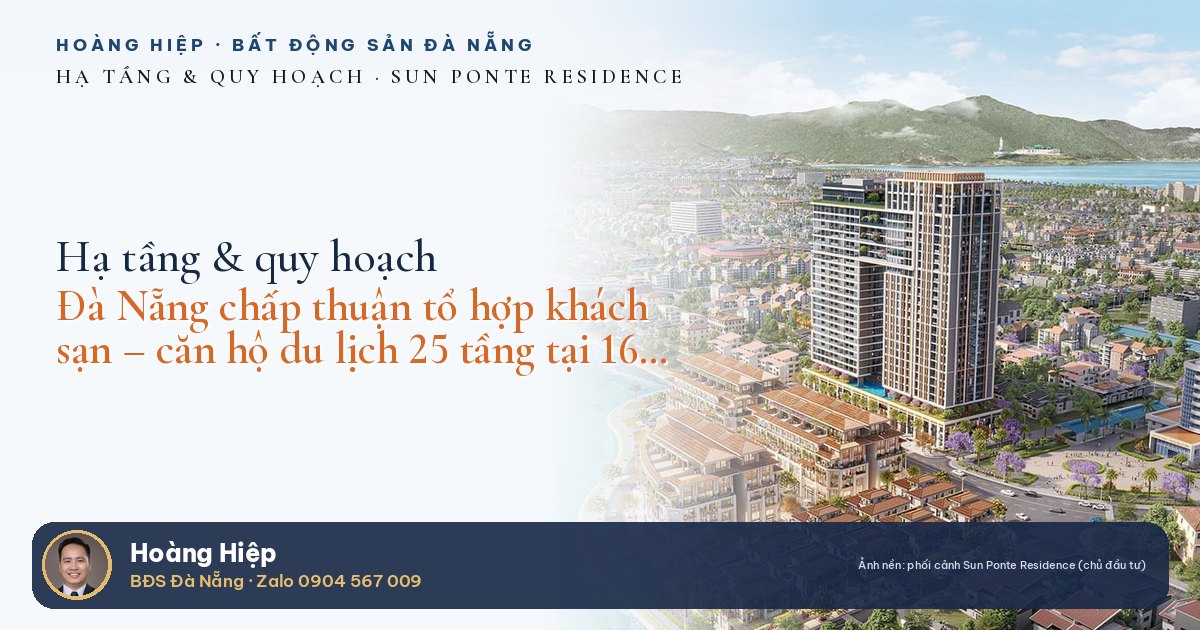 HOÀNG HIỆP · BẤT ĐỘNG SẢN ĐÀ NẴNG
HẠ TẦNG & QUY HOẠCH · SUN PONTE RESIDENCE
Hạ tầng & quy hoạch
Đà Nẵng chấp thuận tổ hợp khách
sạn – căn hộ du lịch 25 tầng tại 16...
Hoàng Hiệp
BĐS Đà Nẵng · Zalo 0904 567 009
Ảnh nền: phối cảnh Sun Ponte Residence (chủ đầu tư)